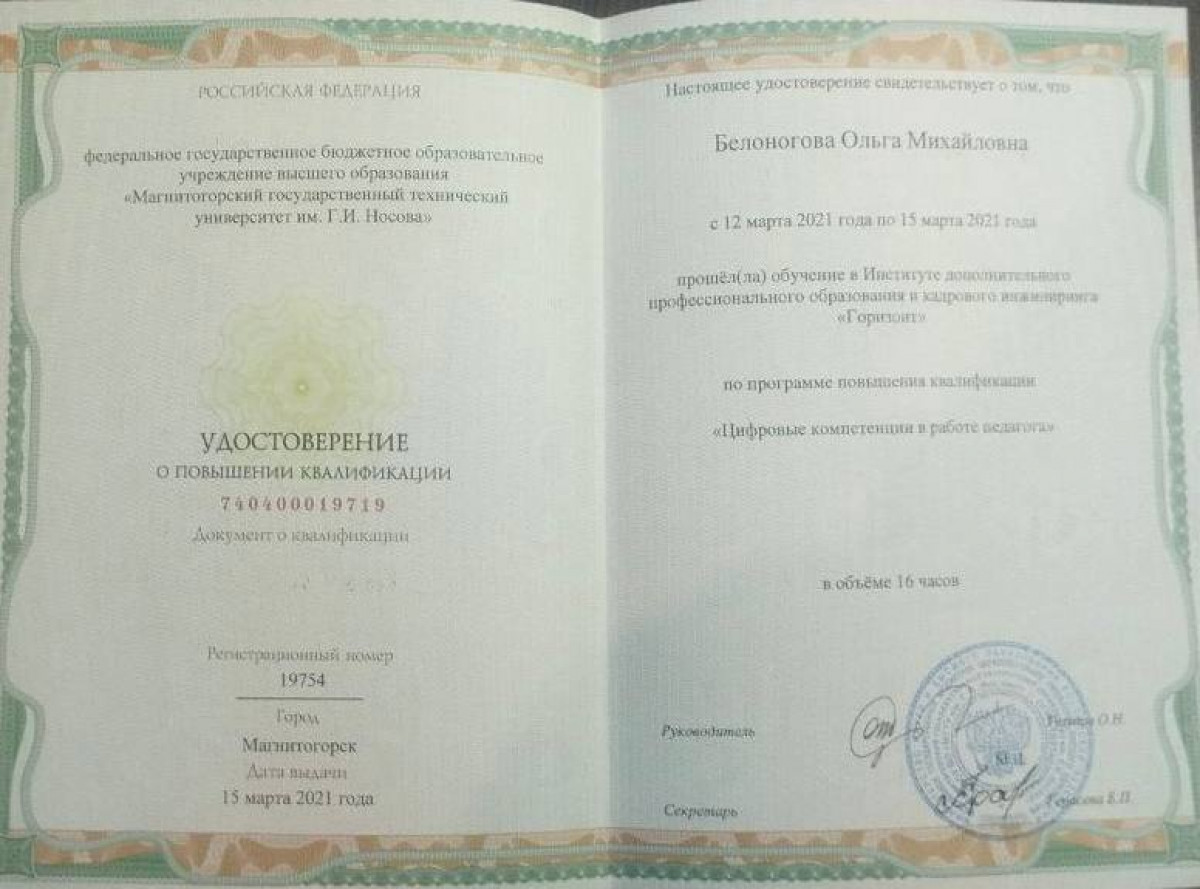 РОССИЙСКАЯ ФЕДЕРАЦИЯ
федеральное государственное бюджетное образовательное
учреждение высшего образования
«Магнитогорский государственный технический
университет им. Г.И. Носова»
УДОСТОВЕРЕНИЕ
О ПОВЫШЕНИИ КВАЛИФИКАЦИИ
740400019719
Документ о квалификации
Регистрационный номер
19754
Город
Магнитогорск
Дата выдачи
15 марта 2021 года
Настоящее удостоверение свидетельствует о том, что
Белоногова Ольга Михайловна
с 12 марта 2021 года по 15 марта 2021 года
прошёл(ла) обучение в Институте дополнительного
профессионального образования и кадрового инжиниринга
«Горизонт»
по программе повышения квалификации
«Цифровые компетенции в работе педагога»
в объёме 16 часов
Руководитель
О.Н.
Секретарь
Герасова Е.П.